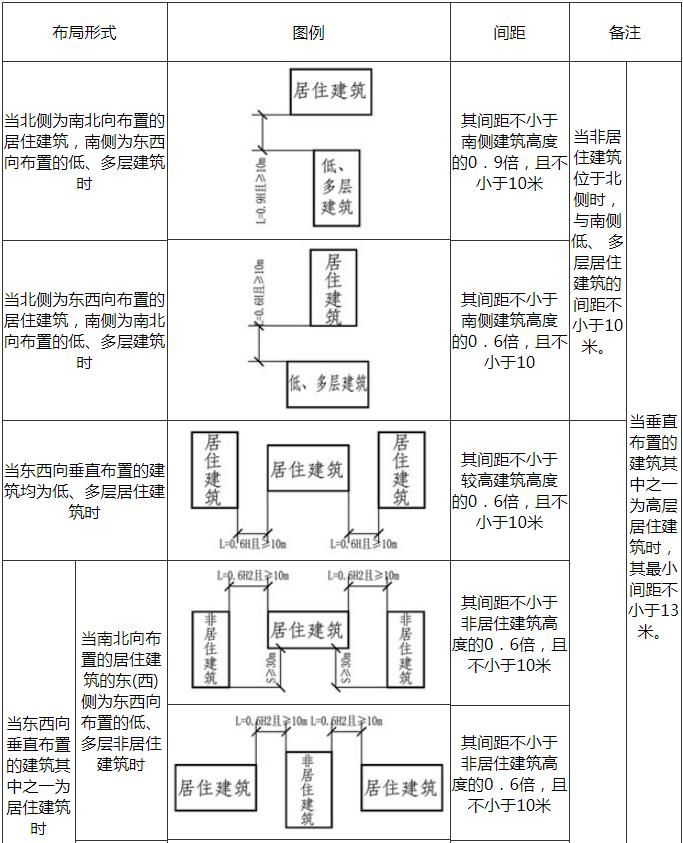 布局形式
图例
间距
备注
当北侧为南北向布置的
居住建筑，南侧为东西
向布置的低、多层建筑
时
居住建筑
L=0.9H且≥10m
低、
多层
建筑
其间距不小于
南侧建筑高度
的0．9倍，且不
小于10米
当非居
住建筑
位于北
侧时，
与南侧
低、 多
层居住
建筑的
间距不
小于10
米。
当北侧为东西向布置的
居住建筑，南侧为南北
向布置的低、多层建筑
时
L=0.6H且≥10m
居
住
建
筑
低、多层建筑
其间距不小于
南侧建筑高度
的0．6倍，且不
小于10
当垂直
布置的
建筑其
中之一
为高层
居住建
筑时，
其最小
间距不
小于13
米。
当东西向垂直布置的建
筑均为低、多层居住建
筑时
居
住
建
筑
居住建筑
居
住
建
筑
L=0.6H且≥10m
L=0.6H且≥10m
其间距不小于
较高建筑高度
的0．6倍，且不
小于10米
当东西向
垂直布置
的建筑其
中之一为
居住建筑
时
当南北向布
置的居住建
筑的东(西)
侧为东西向
布置的低、
多层非居住
建筑时
L=0.6H2且≥10m
L=0.6H2且≥10m
非
居
住
建
筑
居住建筑
非
居
住
建
筑
S≥30m
S≥30m
其间距不小于
非居住建筑高
度的0．6倍，且
不小于10米
L=0.6H2且≥10m
L=0.6H2且≥10m
居住建筑
非
居
住
建
筑
居住建筑
其间距不小于
非居住建筑高
度的0．6倍，且
不小于10米